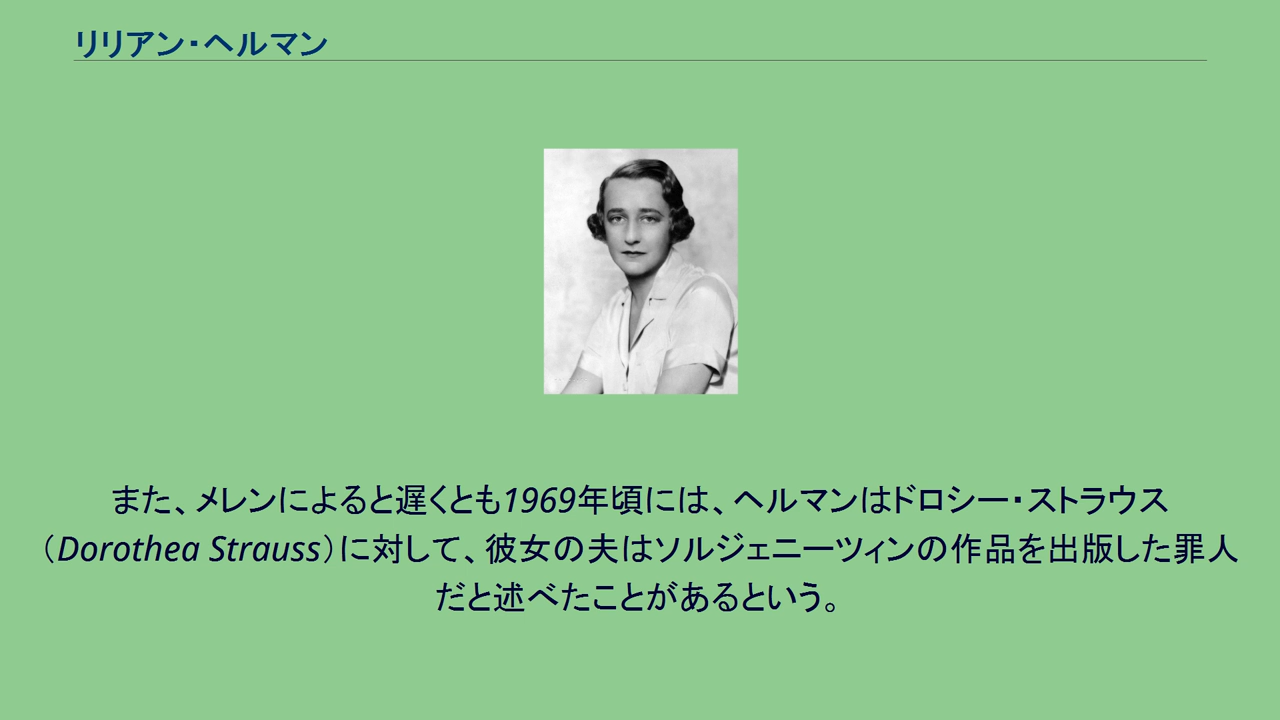 リリアン・ヘルマン
また、メレンによると遅くとも1969年頃には、ヘルマンはドロシー・ストラウス
（Dorothea Strauss）に対して、彼女の夫はソルジェニーツィンの作品を出版した罪人
だと述べたことがあるという。